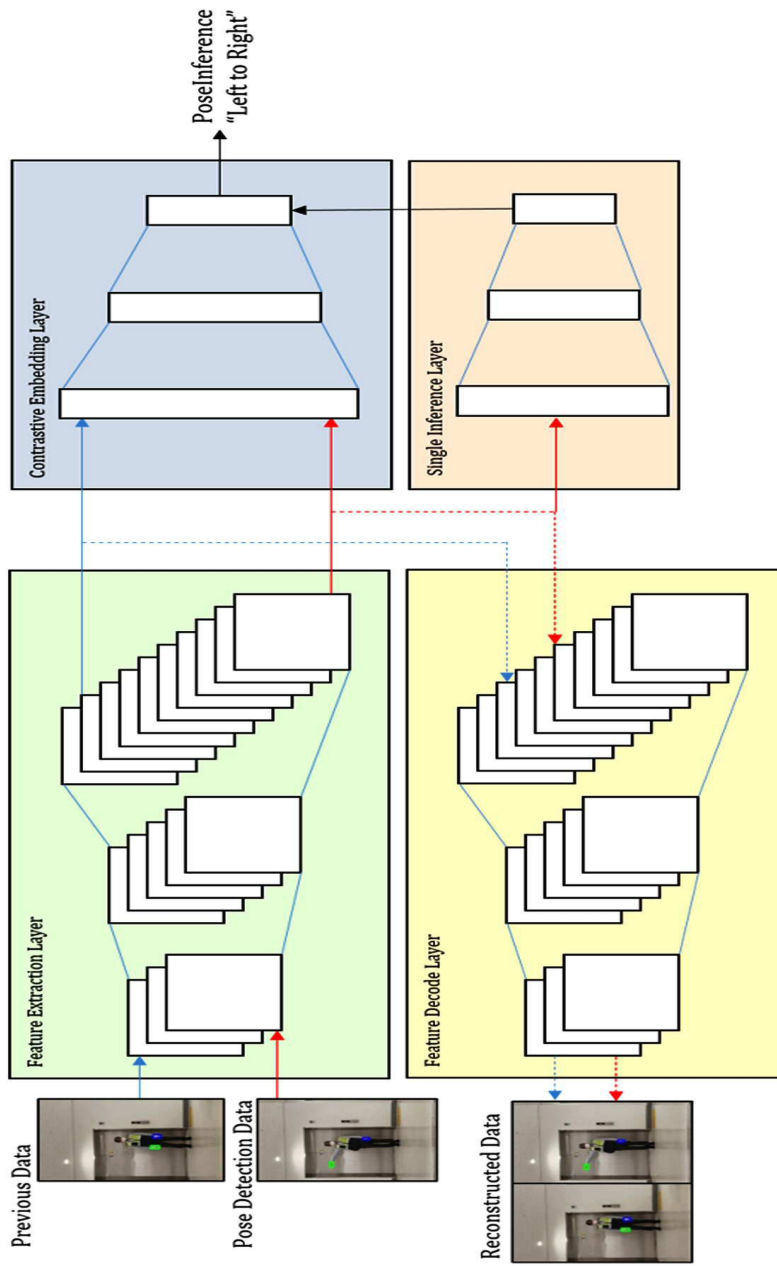 Previous Data
Pose Detection Data
Reconstructed Data
Feature Extraction Layer
Feature Decode Layer
Contrastive Embedding Layer
Single Inference Layer
PoseInference
“Left to Right”